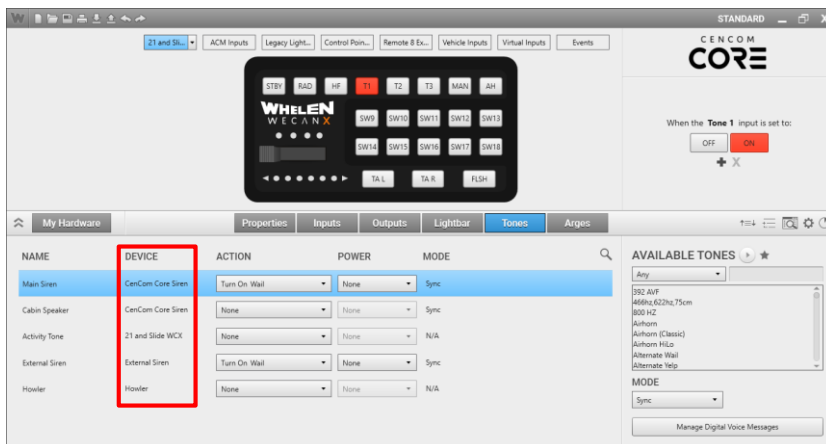 W STANDARD
21 and Sli... ACM Inputs Legacy Light... Control Poin... Remote 8 Ex... Vehicle Inputs Virtual Inputs Events
CENCOM
CORE
STBY RAD HF T1 T2 T3 MAN AH
WHELEN
WECANX
SW9 SW10 SW11 SW12 SW13
SW14 SW15 SW16 SW17 SW18
TA L TA R FLSH
When the Tone 1 input is set to:
OFF ON
My Hardware Properties Inputs Outputs Lightbar Tones Arges
NAME DEVICE ACTION POWER MODE
Main Siren CenCom Core Siren Turn On Wail None Sync
Cabin Speaker CenCom Core Siren None None Sync
Activity Tone 21 and Slide WCX None None N/A
External Siren External Siren Turn On Wail None Sync
Howler Howler None None N/A
AVAILABLE TONES
Any
392 AVF
466hz,622hz,75cm
800 HZ
Airhorn
Airhorn (Classic)
Airhorn HiLo
Alternate Wail
Alternate Yelp
MODE
Sync
Manage Digital Voice Messages